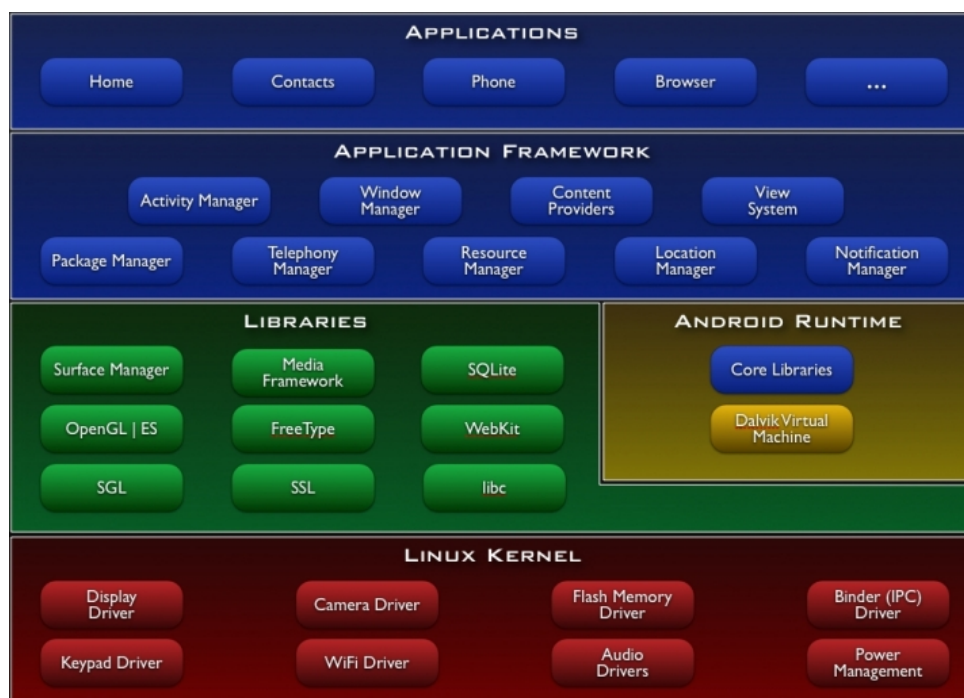 APPLICATIONS
Home
Contacts
Phone
Browser
...
APPLICATION FRAMEWORK
Activity Manager
Window
Manager
Content
Providers
View
System
Package Manager
Telephony
Manager
Resource
Manager
Location
Manager
Notification
Manager
LIBRARIES
Surface Manager
Media
Framework
SQLite
OpenGL | ES
FreeType
WebKit
SGL
SSL
libc
ANDROID RUNTIME
Core Libraries
Dalvik Virtual
Machine
LINUX KERNEL
Display
Driver
Camera Driver
Flash Memory
Driver
Binder (IPC)
Driver
Keypad Driver
WiFi Driver
Audio
Drivers
Power
Management